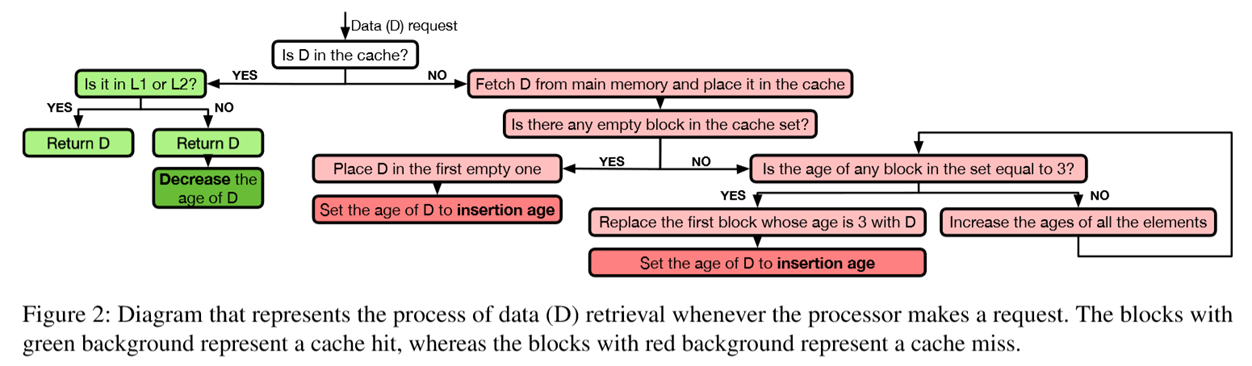 Data (D) request
Is D in the cache?
YES
NO
Is it in L1 or L2?
Fetch D from main memory and place it in the cache
YES
NO
Is there any empty block in the cache set?
Return D
Return D
YES
NO
Decrease the
age of D
Place D in the first empty one
Is the age of any block in the set equal to 3?
Set the age of D to insertion age
YES
NO
Replace the first block whose age is 3 with D
Increase the ages of all the elements
Set the age of D to insertion age
Figure 2: Diagram that represents the process of data (D) retrieval whenever the processor makes a request. The blocks with
green background represent a cache hit, whereas the blocks with red background represent a cache miss.